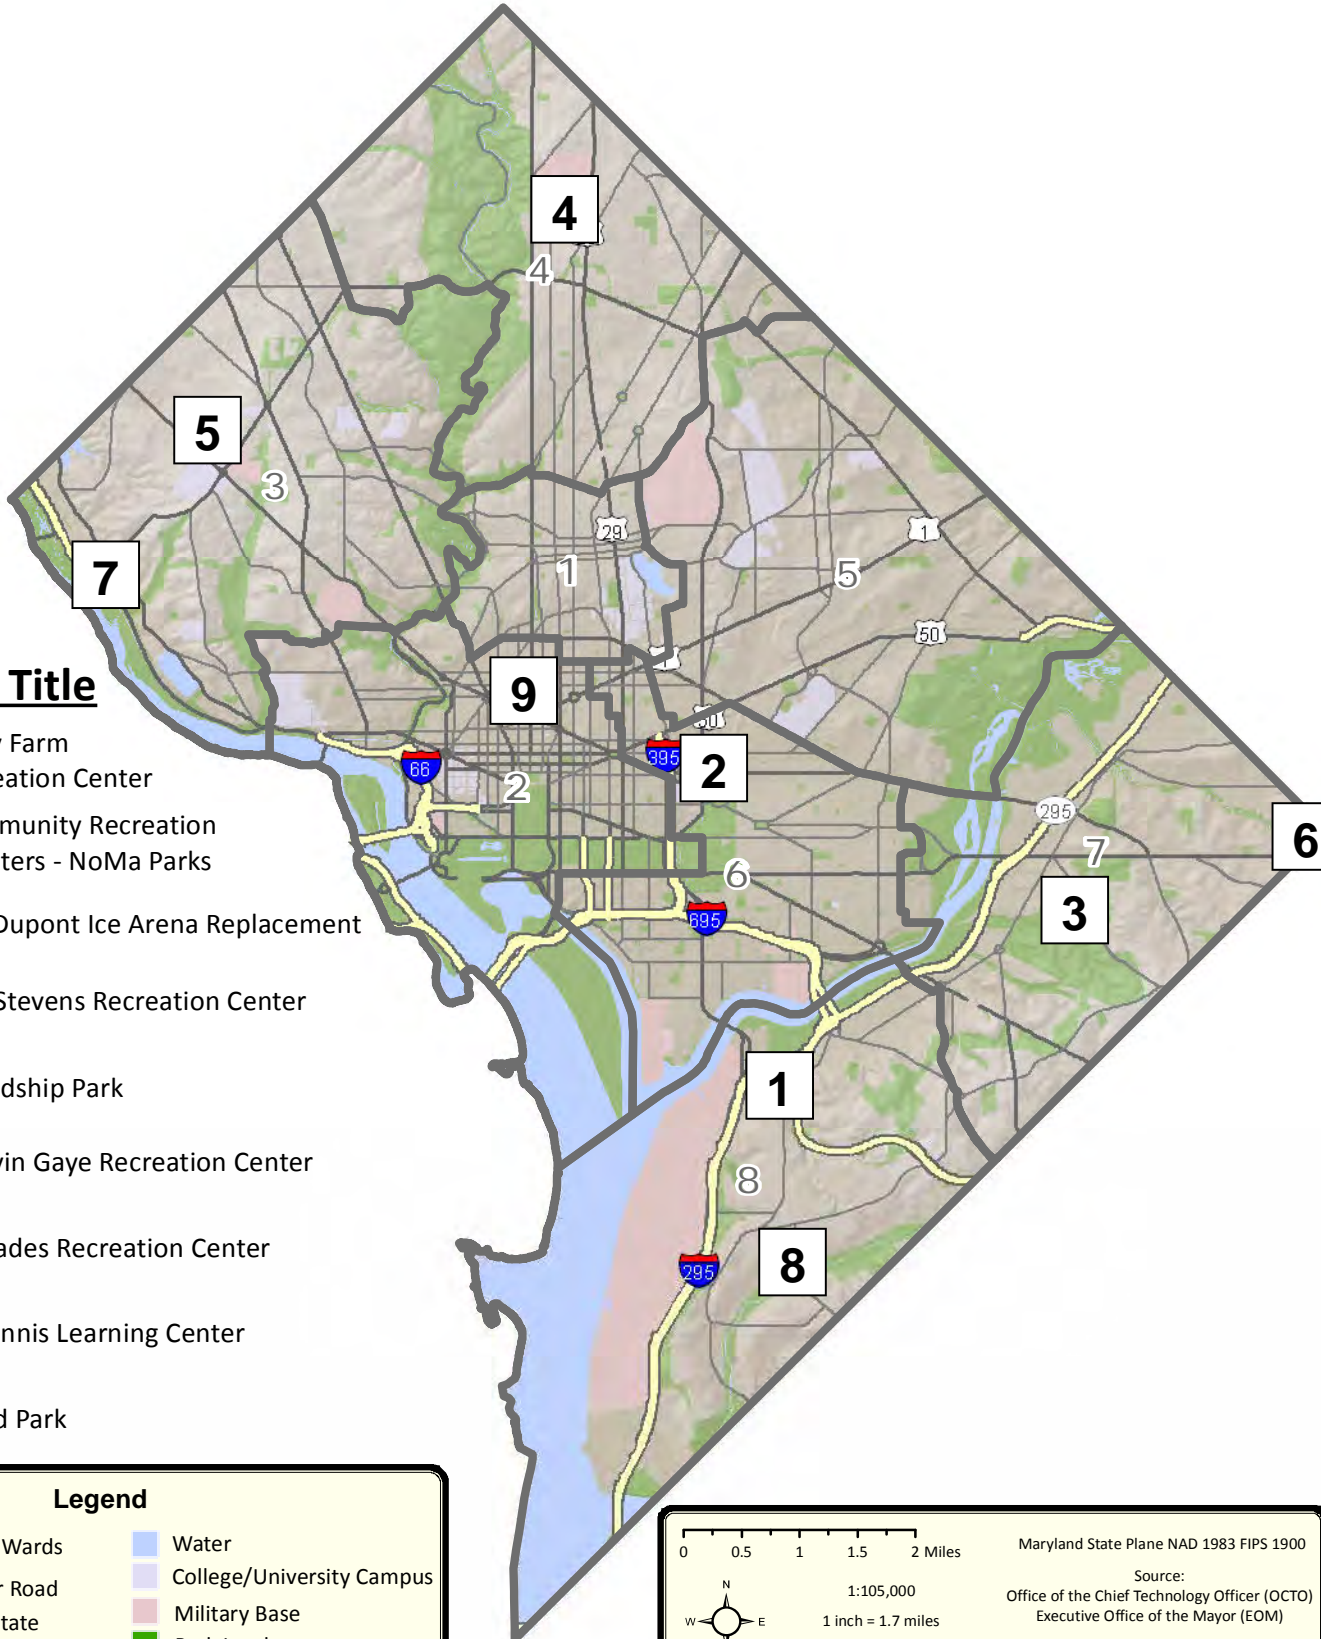 4
4
5
3
7
29
1
1
5
50
Title
9
y Farm
eation Center
50
395
2
66
2
munity Recreation
ters - NoMa Parks
295
7
6
6
3
Dupont Ice Arena Replacement
695
Stevens Recreation Center
dship Park
1
vin Gaye Recreation Center
8
ades Recreation Center
8
295
nnis Learning Center
d Park
Legend
Wards
Water
r Road
College/University Campus
tate
Military Base
0 0.5 1 1.5 2 Miles
Maryland State Plane NAD 1983 FIPS 1900
1:105,000
1 inch = 1.7 miles
N
W E
Source:
Office of the Chief Technology Officer (OCTO)
Executive Office of the Mayor (EOM)